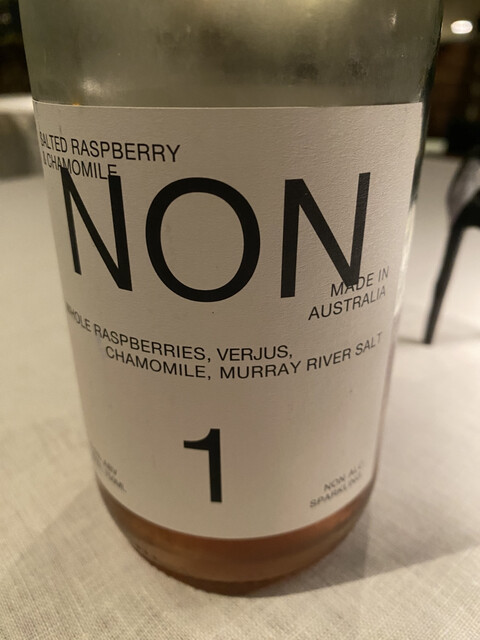 SALTED RASPBERRY
& CHAMOMILE
NON
MADE IN
AUSTRALIA
WHOLE RASPBERRIES, VERJUS,
CHAMOMILE, MURRAY RIVER SALT
1
NON ALC
SPARKLING